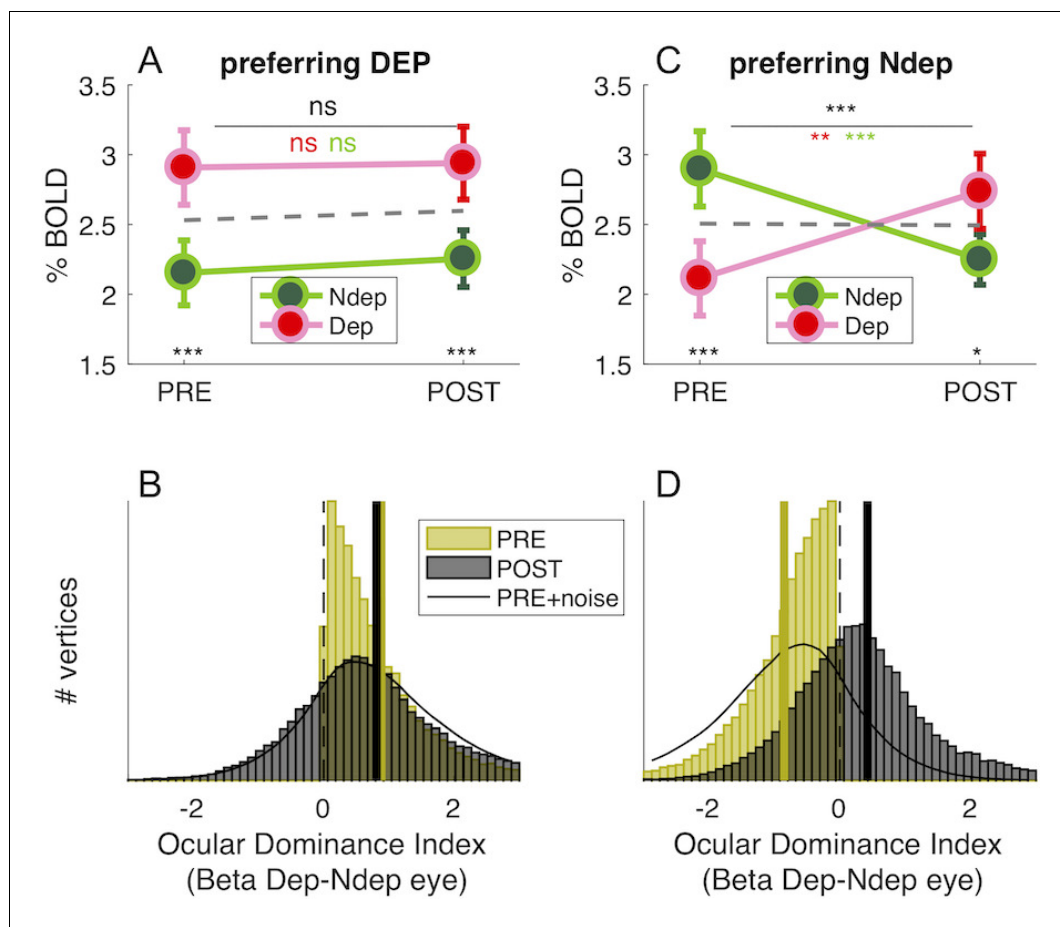 A
preferring DEP
3.5
3
2.5
2
1.5
% BOLD
ns
ns ns
Ndep
Dep
***
***
PRE
POST
C
preferring Ndep
3.5
3
2.5
2
1.5
% BOLD
***
** ***
Ndep
Dep
***
*
PRE
POST
B
# vertices
PRE
POST
PRE+noise
-2
0
2
Ocular Dominance Index
(Beta Dep-Ndep eye)
D
-2
0
2
Ocular Dominance Index
(Beta Dep-Ndep eye)